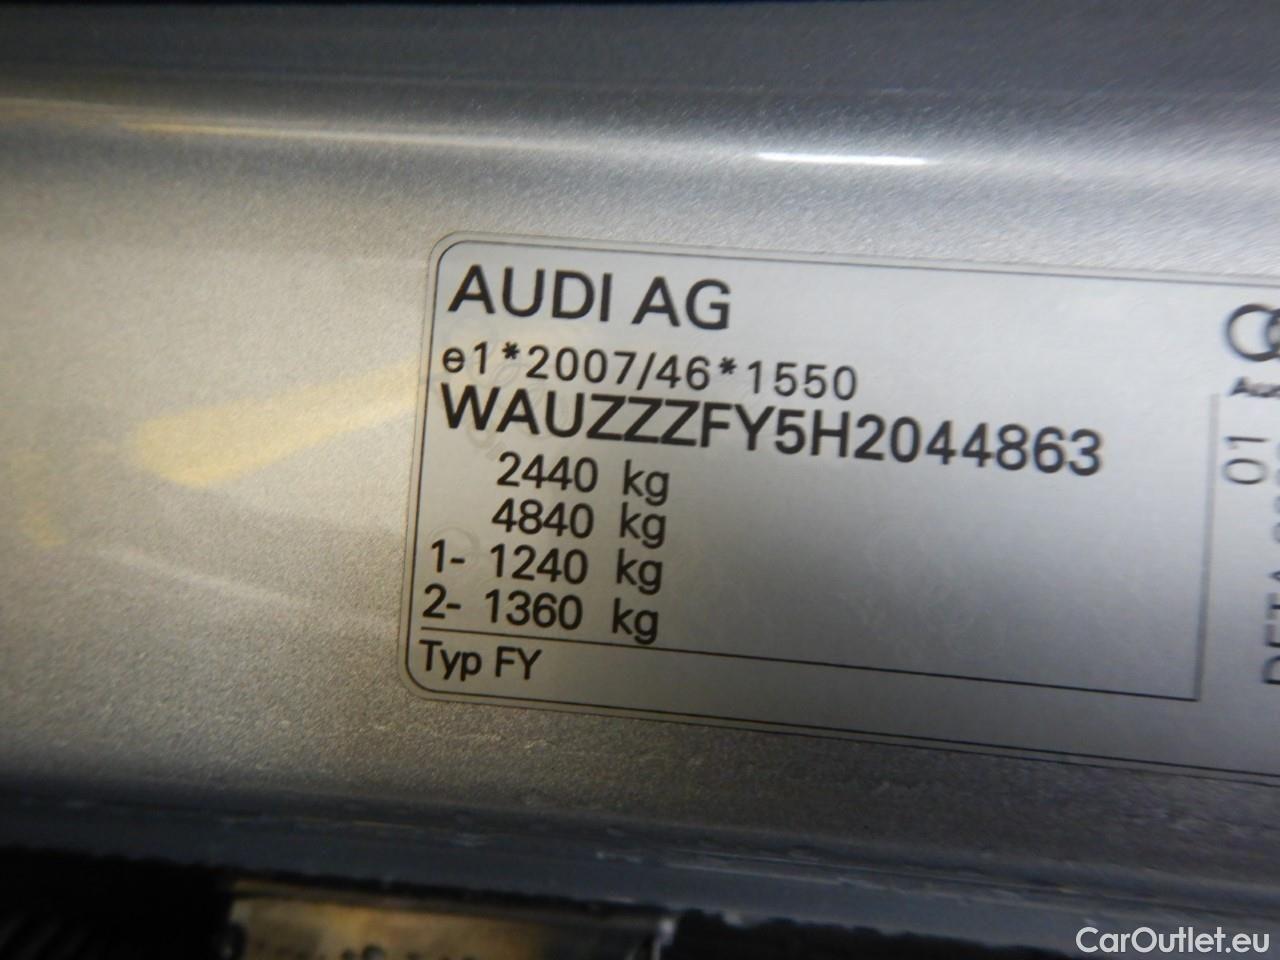 AUDI AG
e1*2007/46*1550
WAUZZZFY5H2044863
2440 kg
4840 kg
1- 1240 kg
2- 1360 kg
Typ FY
01
CarOutlet.eu